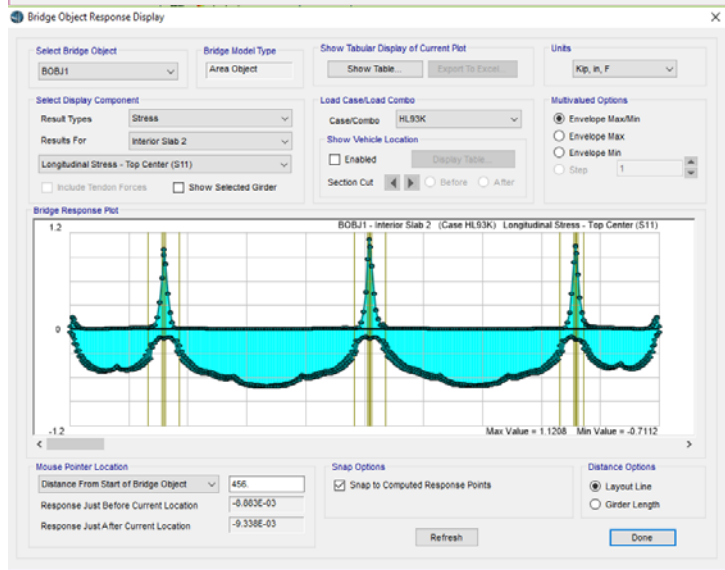 Bridge Object Response Display
Select Bridge Object
BOBJ1
Bridge Model Type
Area Object
Show Tabular Display of Current Plot
Show Table...
Export To Excel...
Units
Kip, in, F
Select Display Component
Result Types
Stress
Results For
Interior Slab 2
Longitudinal Stress - Top Center (S11)
Include Tendon Forces
Show Selected Girder
Load Case/Load Combo
Case/Combo
HL93K
Show Vehicle Location
Enabled
Display Table...
Section Cut
Before
After
Multivalued Options
Envelope Max/Min
Envelope Max
Envelope Min
Step
1
Bridge Response Plot
1.2
BOBJ1 - Interior Slab 2 (Case HL93K) Longitudinal Stress - Top Center (S11)
0
-1.2
Max Value = 1.1208 Min Value = -0.7112
Mouse Pointer Location
Distance From Start of Bridge Object
456.
Response Just Before Current Location
-8.883E-03
Response Just After Current Location
-9.338E-03
Snap Options
Snap to Computed Response Points
Distance Options
Layout Line
Girder Length
Refresh
Done